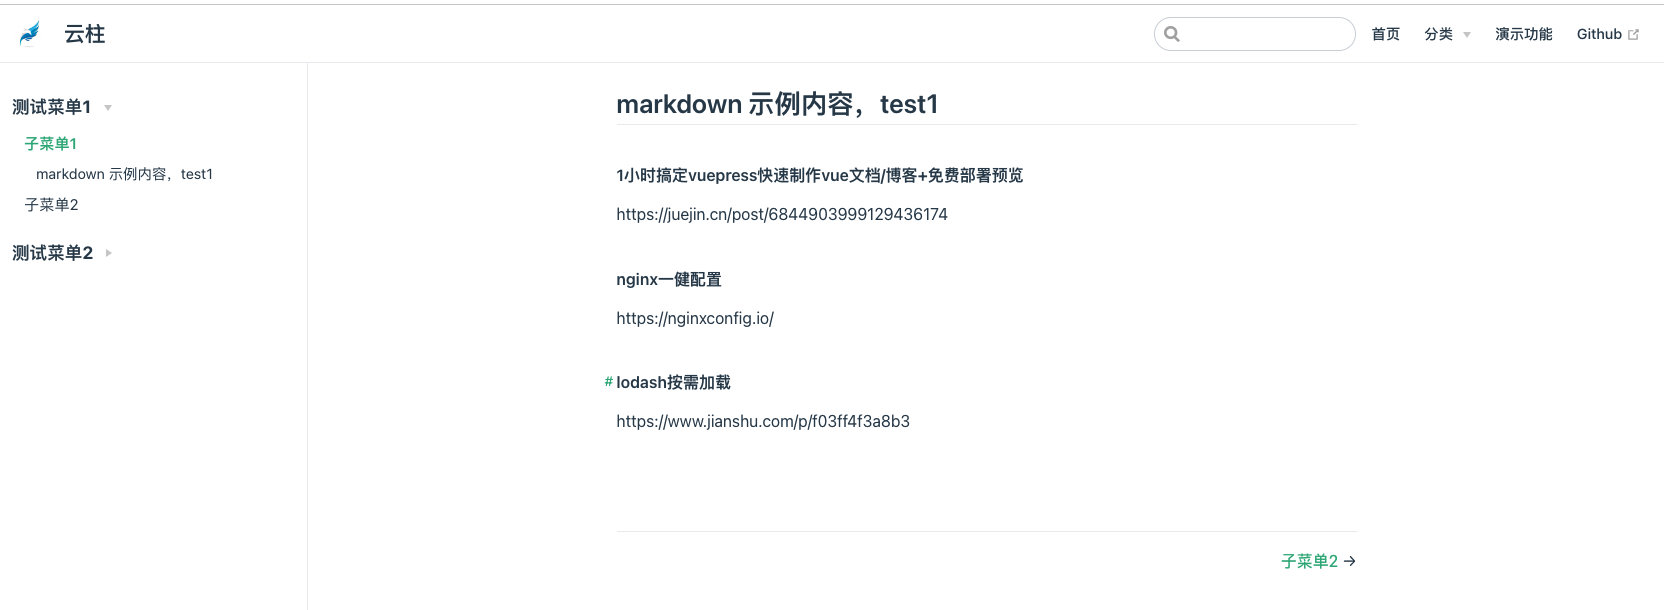 云柱
首页 分类 演示功能 Github
测试菜单1
子菜单1
markdown 示例内容，test1
子菜单2
测试菜单2
markdown 示例内容，test1
1小时搞定vuepress快速制作vue文档/博客+免费部署预览
https://juejin.cn/post/6844903999129436174
nginx一健配置
https://nginxconfig.io/
# lodash按需加载
https://www.jianshu.com/p/f03ff4f3a8b3
子菜单2 →